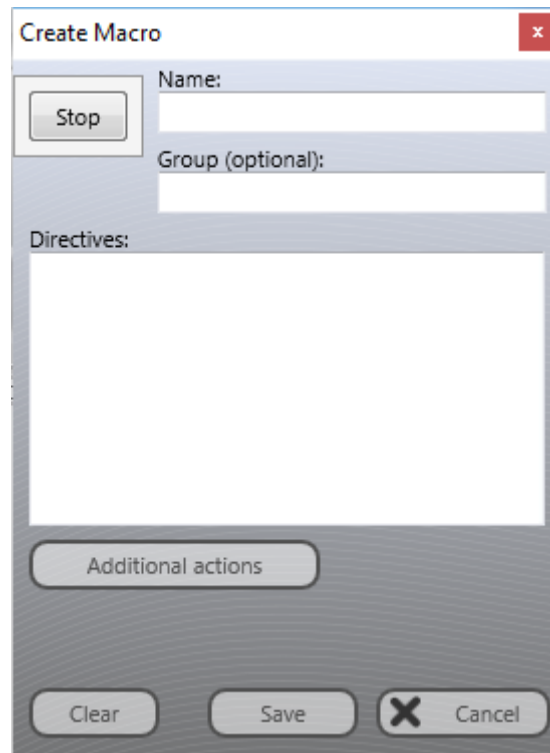 Create Macro
x
Stop
Name:
Group (optional):
Directives:
Additional actions
Clear
Save
Cancel